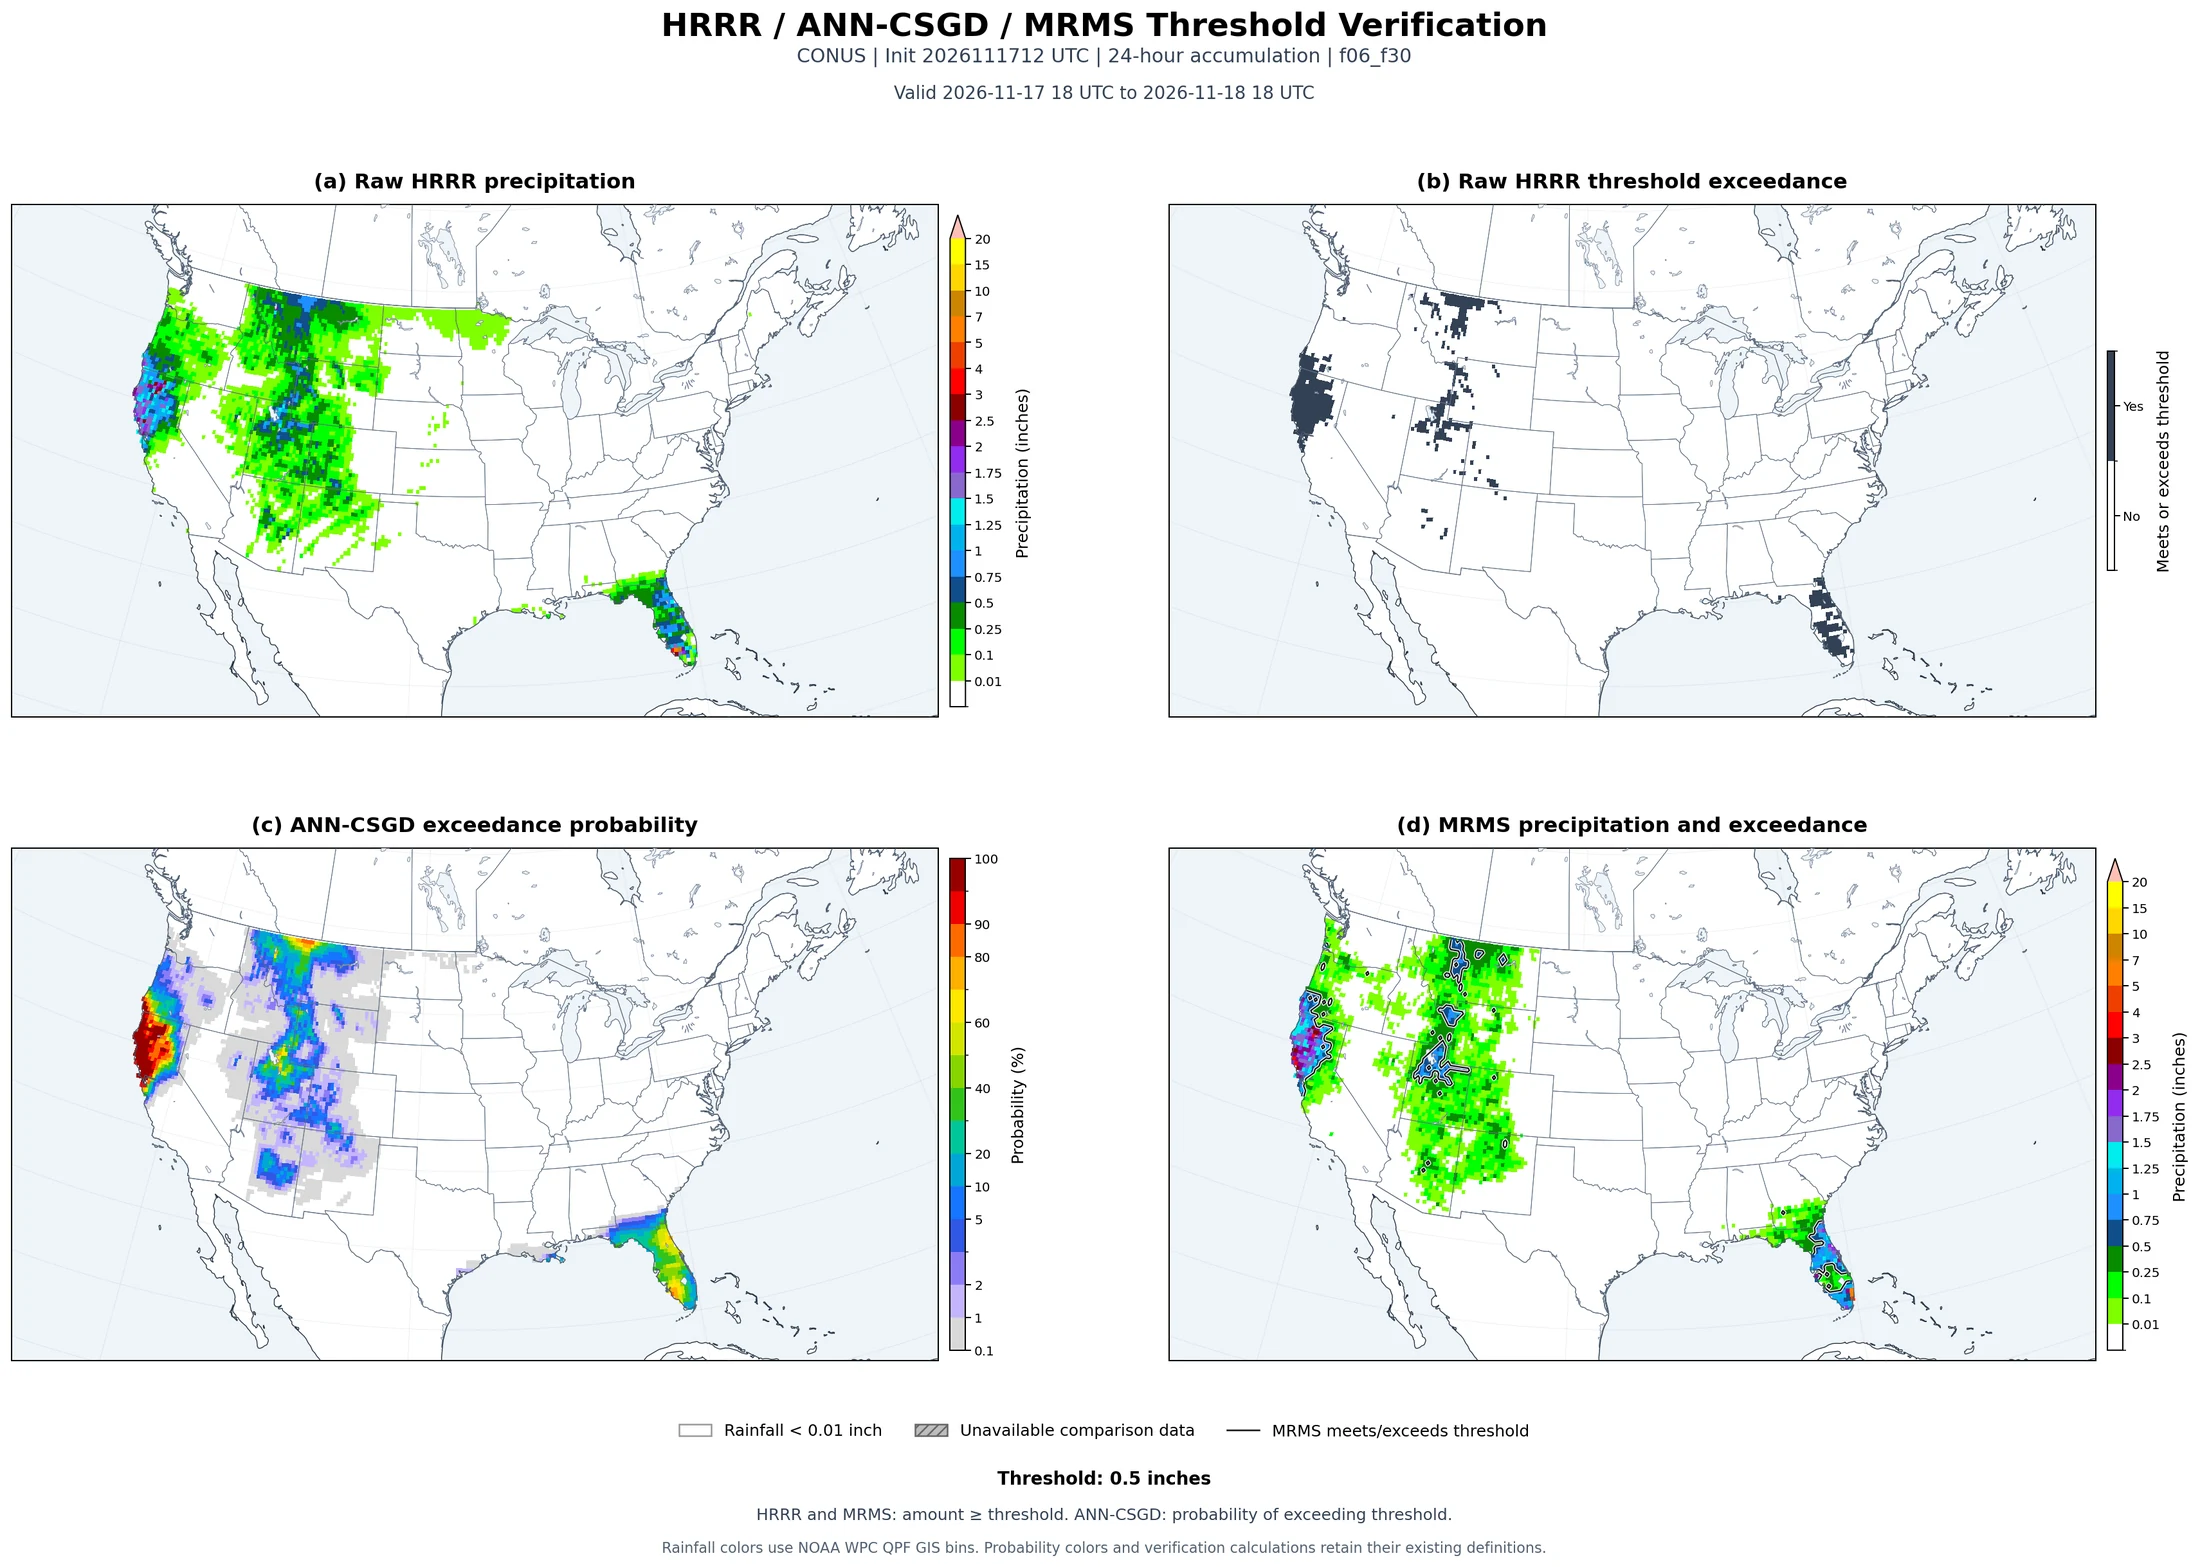 HRRR / ANN-CSGD / MRMS Threshold Verification
CONUS | Init 2026111712 UTC | 24-hour accumulation | f06_f30
Valid 2026-11-17 18 UTC to 2026-11-18 18 UTC
(a) Raw HRRR precipitation
20
15
10
7
5
4
3
2.5
2
1.75
1.5
1.25
1
0.75
0.5
0.25
0.1
0.01
Precipitation (inches)
(b) Raw HRRR threshold exceedance
Yes
No
Meets or exceeds threshold
(c) ANN-CSGD exceedance probability
100
90
80
60
40
20
10
5
2
1
0.1
Probability (%)
(d) MRMS precipitation and exceedance
20
15
10
7
5
4
3
2.5
2
1.75
1.5
1.25
1
0.75
0.5
0.25
0.1
0.01
Precipitation (inches)
Rainfall < 0.01 inch
Unavailable comparison data
MRMS meets/exceeds threshold
Threshold: 0.5 inches
HRRR and MRMS: amount ≥ threshold. ANN-CSGD: probability of exceeding threshold.
Rainfall colors use NOAA WPC QPF GIS bins. Probability colors and verification calculations retain their existing definitions.